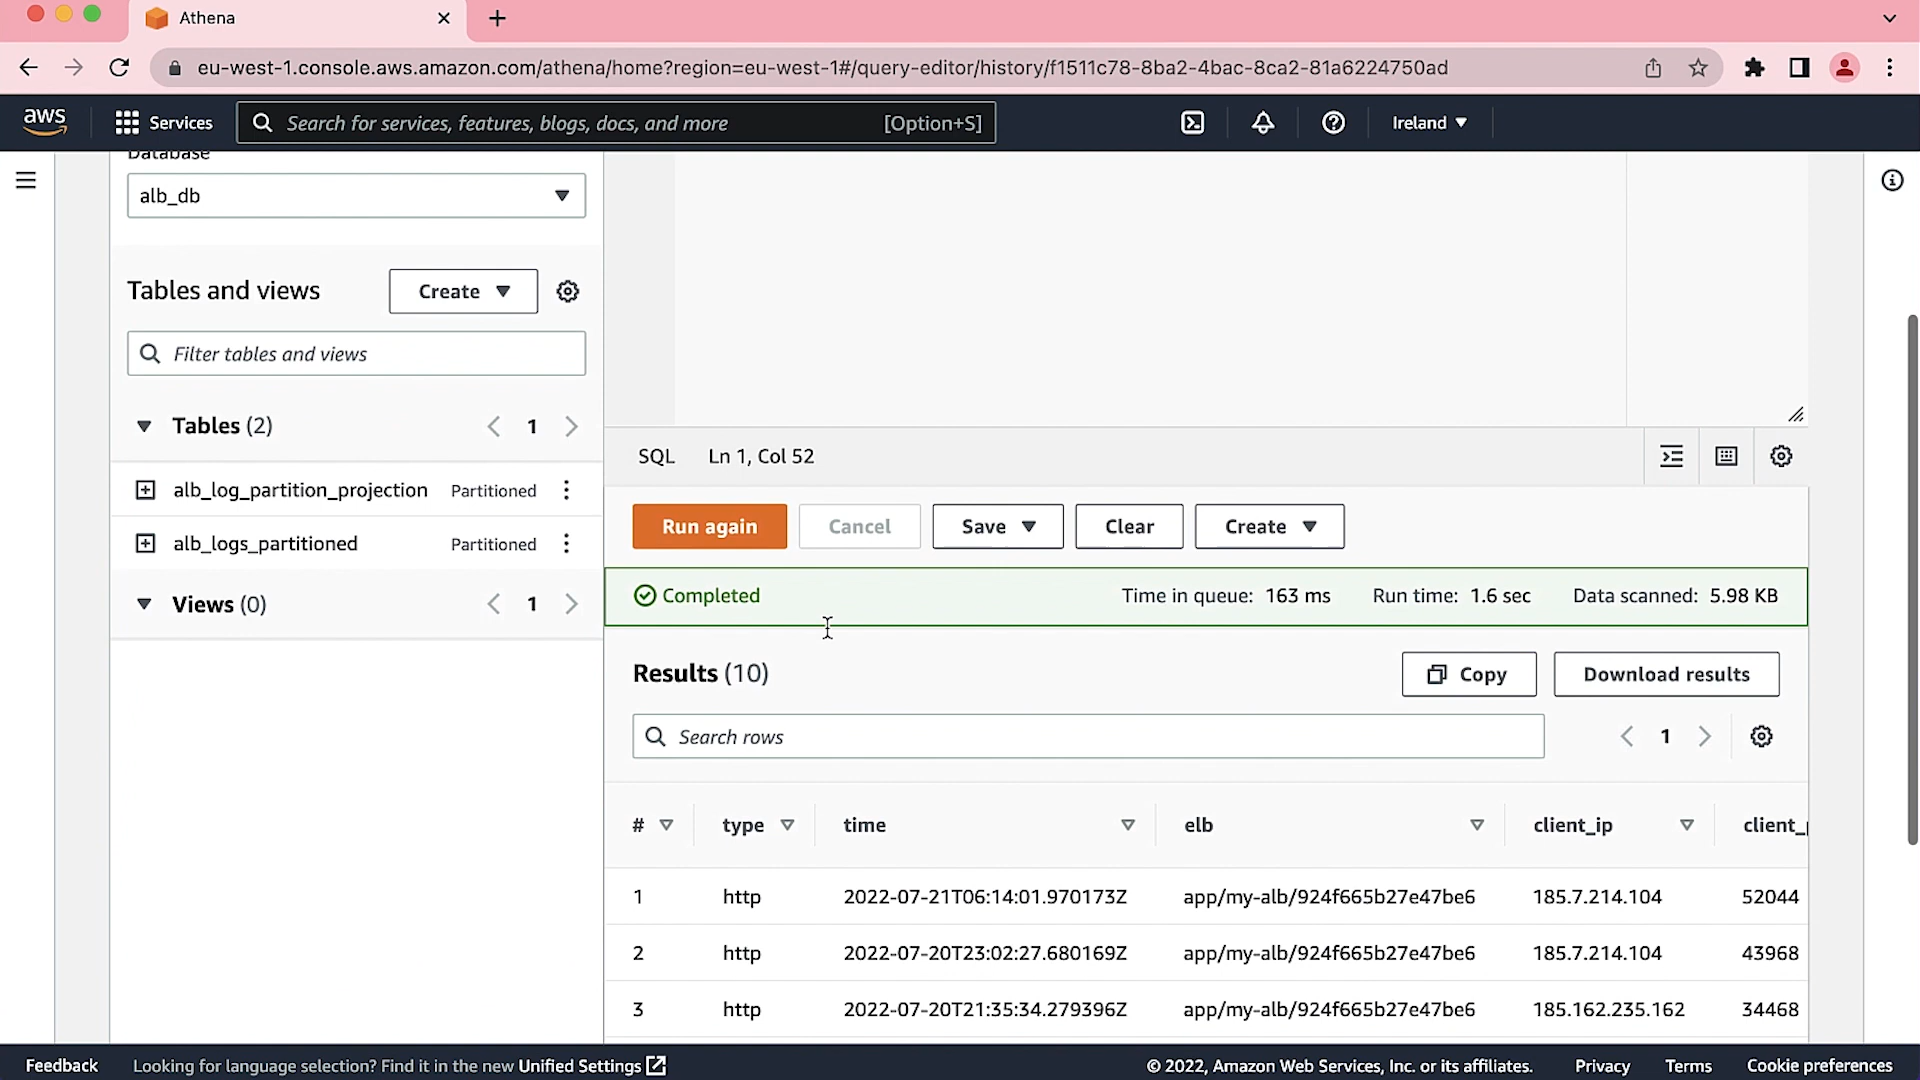 Athena
eu-west-1.console.aws.amazon.com/athena/home?region=eu-west-1#/query-editor/history/f1511c78-8ba2-4bac-8ca2-81a6224750ad
aws Services Search for services, features, blogs, docs, and more [Option+S] Ireland
Database
alb_db
Tables and views Create
Filter tables and views
Tables (2) 1
alb_log_partition_projection Partitioned
alb_logs_partitioned Partitioned
Views (0) 1
SQL Ln 1, Col 52
Run again Cancel Save Clear Create
Completed Time in queue: 163 ms Run time: 1.6 sec Data scanned: 5.98 KB
Results (10) Copy Download results
Search rows 1
# type time elb client_ip client_
1 http 2022-07-21T06:14:01.970173Z app/my-alb/924f665b27e47be6 185.7.214.104 52044
2 http 2022-07-20T23:02:27.680169Z app/my-alb/924f665b27e47be6 185.7.214.104 43968
3 http 2022-07-20T21:35:34.279396Z app/my-alb/924f665b27e47be6 185.162.235.162 34468
Feedback Looking for language selection? Find it in the new Unified Settings © 2022, Amazon Web Services, Inc. or its affiliates. Privacy Terms Cookie preferences